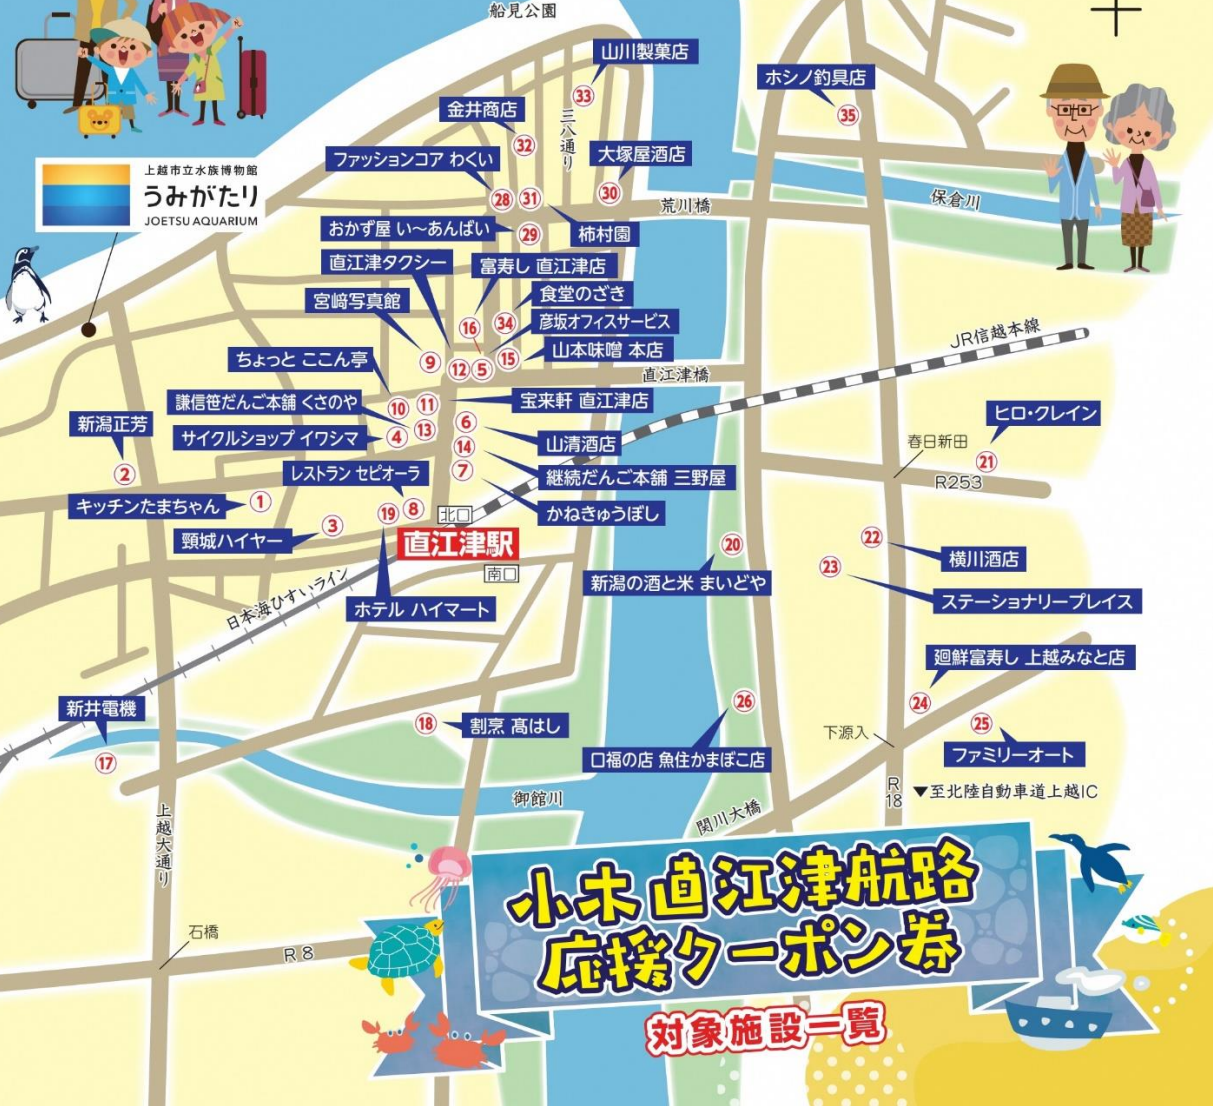 船見公園
山川製菓店
㉝
三八通り
ホシノ釣具店
㉟
金井商店
㉜
ファッションコア わくい
大塚屋酒店
㉘
㉛
㉚
荒川橋
保倉川
上越市立水族博物館
うみがたり
JOETSU AQUARIUM
おかず屋 い〜あんばい
㉙
柿村園
直江津タクシー
富寿し 直江津店
宮﨑写真館
食堂のざき
⑯
㉞
彦坂オフィスサービス
ちょっと ここん亭
⑨
⑫
⑤
⑮
山本味噌 本店
直江津橋
JR信越本線
謙信笹だんご本舗 くさのや
⑩
⑪
宝来軒 直江津店
新潟正芳
サイクルショップ イワシマ
④
⑬
⑥
山清酒店
ヒロ・クレイン
春日新田
㉑
R253
②
レストラン セピオーラ
⑭
⑦
継続だんご本舗 三野屋
キッチンたまちゃん
①
かねきゅうぼし
頸城ハイヤー
③
⑲
⑧
北口
直江津駅
南口
⑳
㉒
横川酒店
新潟の酒と米 まいどや
㉓
ステーショナリープレイス
日本海ひすいライン
ホテル ハイマート
廻鮮富寿し 上越みなと店
新井電機
⑰
⑱
割烹 髙はし
㉖
口福の店 魚住かまぼこ店
㉔
㉕
下源入
ファミリーオート
R
18
▼至北陸自動車道上越IC
御館川
関川大橋
上越大通り
石橋
R 8
小木直江津航路
応援クーポン券
対象施設一覧